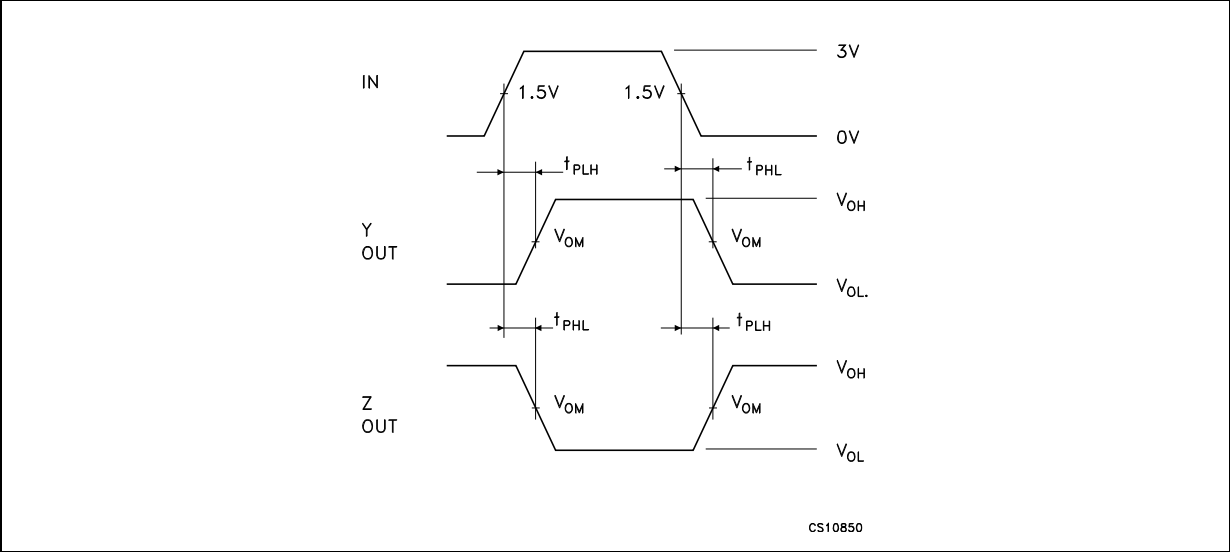 3V
IN
1.5V 1.5V
0V
tPLH tPHL
VOH
Y
OUT
VOM VOM
VOL.
tPHL tPLH
VOH
Z
OUT
VOM VOM
VOL
CS10850